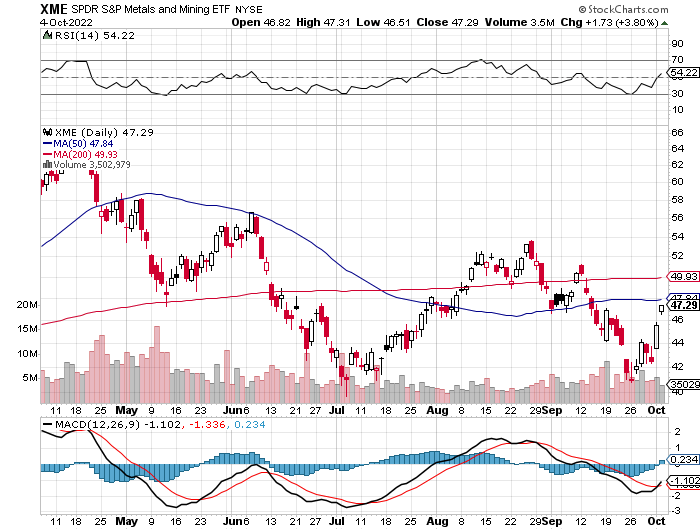 XME SPDR S&P Metals and Mining ETF NYSE © StockCharts.com
4-Oct-2022 Open 46.82 High 47.31 Low 46.51 Close 47.29 Volume 3.5M Chg +1.73 (+3.80%)
RSI(14) 54.22
90
70
54.22
50
30
10
XME (Daily) 47.29
MA(50) 47.84
MA(200) 49.93
Volume 3,502,979
66
64
62
60
58
56
54
52
49.93
48
47.84
47.29
46
44
42
40
20M
15M
10M
5M
35029
11 18 25 May 9 16 23 Jun 6 13 21 27 Jul 11 18 25 Aug 8 15 22 29 Sep 12 19 26 Oct
MACD(12,26,9) -1.102, -1.336, 0.234
2
1
0.234
-1.102
-2
-3
11 18 25 May 9 16 23 Jun 6 13 21 27 Jul 11 18 25 Aug 8 15 22 29 Sep 12 19 26 Oct